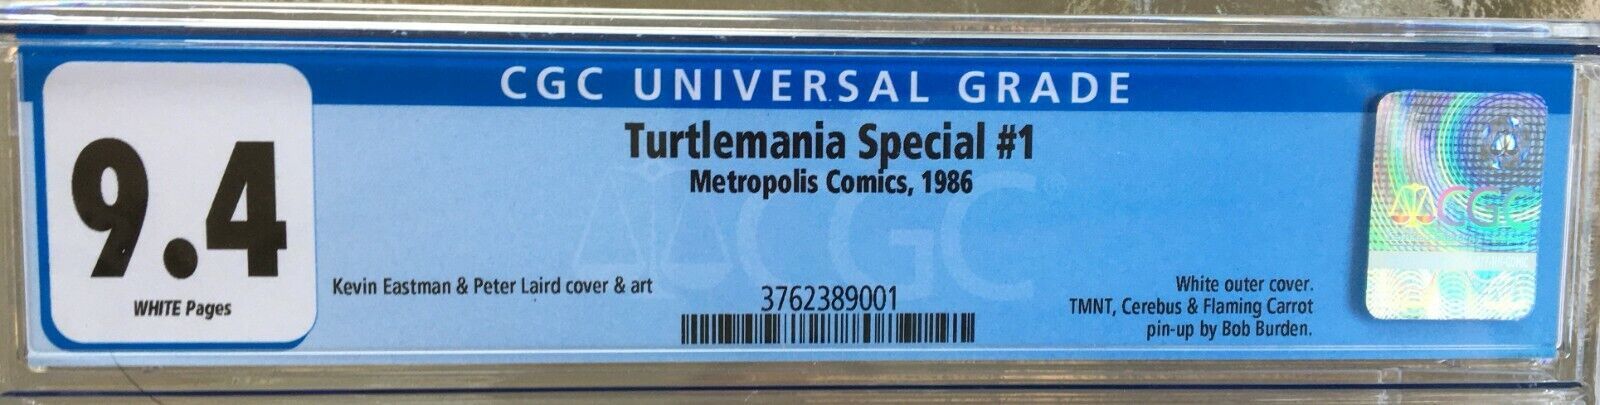 CGC UNIVERSAL GRADE
9.4
WHITE Pages
Turtlemania Special #1
Metropolis Comics, 1986
Kevin Eastman & Peter Laird cover & art
3762389001
White outer cover.
TMNT, Cerebus & Flaming Carrot
pin-up by Bob Burden.
CGC
CGC